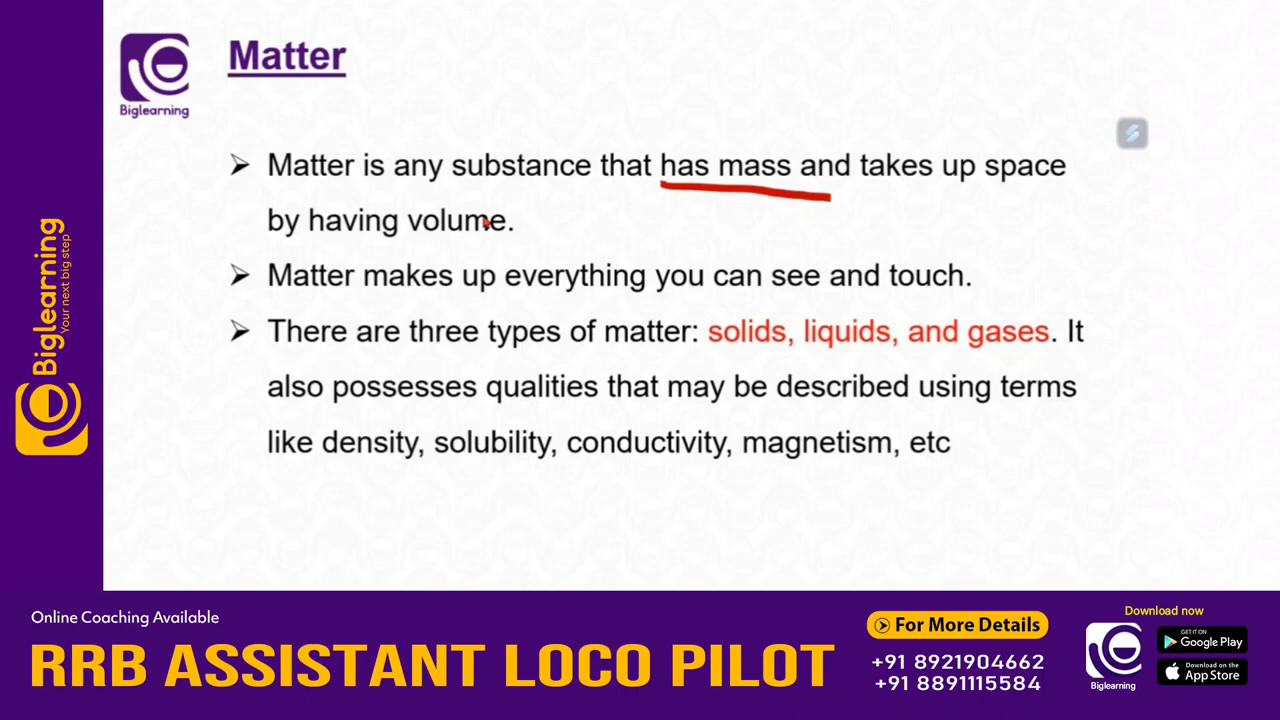 Biglearning
Matter
➢ Matter is any substance that has mass and takes up space
by having volume.
➢ Matter makes up everything you can see and touch.
➢ There are three types of matter: solids, liquids, and gases. It
also possesses qualities that may be described using terms
like density, solubility, conductivity, magnetism, etc
Biglearning
Your next big step
Online Coaching Available
RRB ASSISTANT LOCO PILOT
For More Details
+91 8921904662
+91 8891115584
Download now
Biglearning
GET IT ON
Google Play
Download on the
App Store